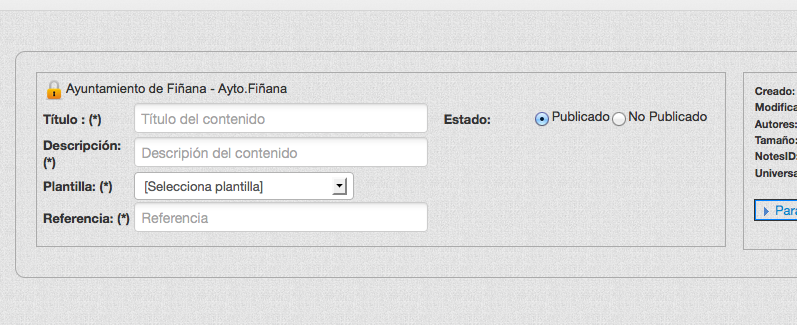 Ayuntamiento de Fiñana - Ayto.Fiñana
Título : (*) Título del contenido Estado: Publicado No Publicado
Descripción: (*) Descripión del contenido
Plantilla: (*) [Selecciona plantilla]
Referencia: (*) Referencia
Creado:
Modifica
Autores:
Tamaño:
NotesID:
Universa
Para